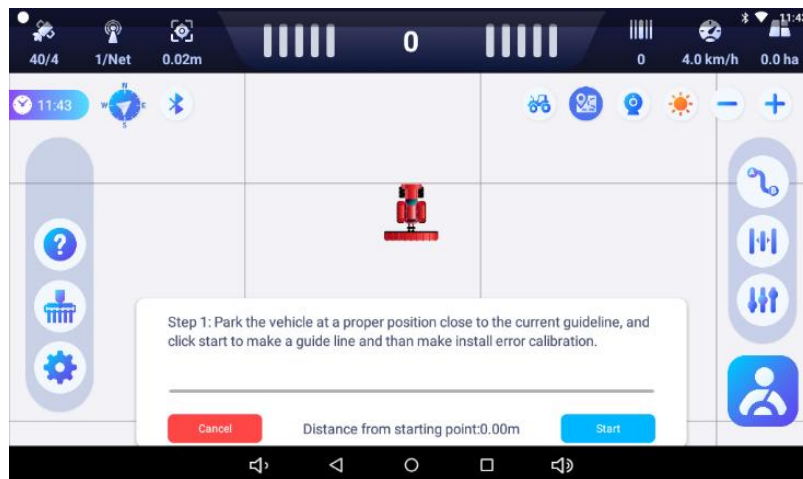 11:43
40/4 1/Net 0.02m 0 0 4.0 km/h 0.0 ha
11:43
N
W E
S
A
B
Step 1: Park the vehicle at a proper position close to the current guideline, and
click start to make a guide line and than make install error calibration.
Cancel Distance from starting point:0.00m Start